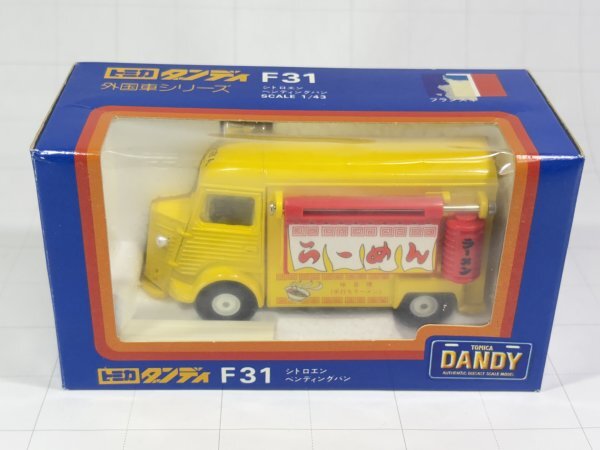 トミカ ダンディ F31
外国車シリーズ
シトロエン
ベンディングバン
SCALE 1/43
フランス
らーめん
ラーメン
トミカ ダンディ F31
シトロエン
ベンディングバン
TOMICA
DANDY
AUTHENTIC DIECAST SCALE MODEL